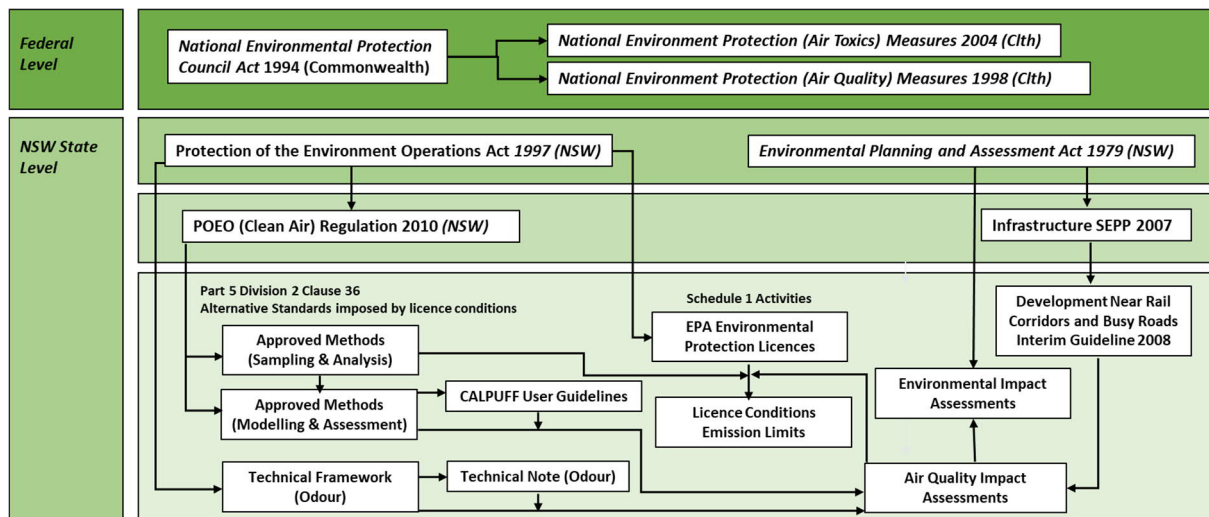 Federal
Level
National Environmental Protection
Council Act 1994 (Commonwealth)
National Environment Protection (Air Toxics) Measures 2004 (Clth)
National Environment Protection (Air Quality) Measures 1998 (Clth)
NSW State
Level
Protection of the Environment Operations Act 1997 (NSW)
Environmental Planning and Assessment Act 1979 (NSW)
POEO (Clean Air) Regulation 2010 (NSW)
Infrastructure SEPP 2007
Part 5 Division 2 Clause 36
Alternative Standards imposed by licence conditions
Schedule 1 Activities
Approved Methods
(Sampling & Analysis)
EPA Environmental
Protection Licences
Development Near Rail
Corridors and Busy Roads
Interim Guideline 2008
Approved Methods
(Modelling & Assessment)
CALPUFF User Guidelines
Licence Conditions
Emission Limits
Environmental Impact
Assessments
Technical Framework
(Odour)
Technical Note (Odour)
Air Quality Impact
Assessments